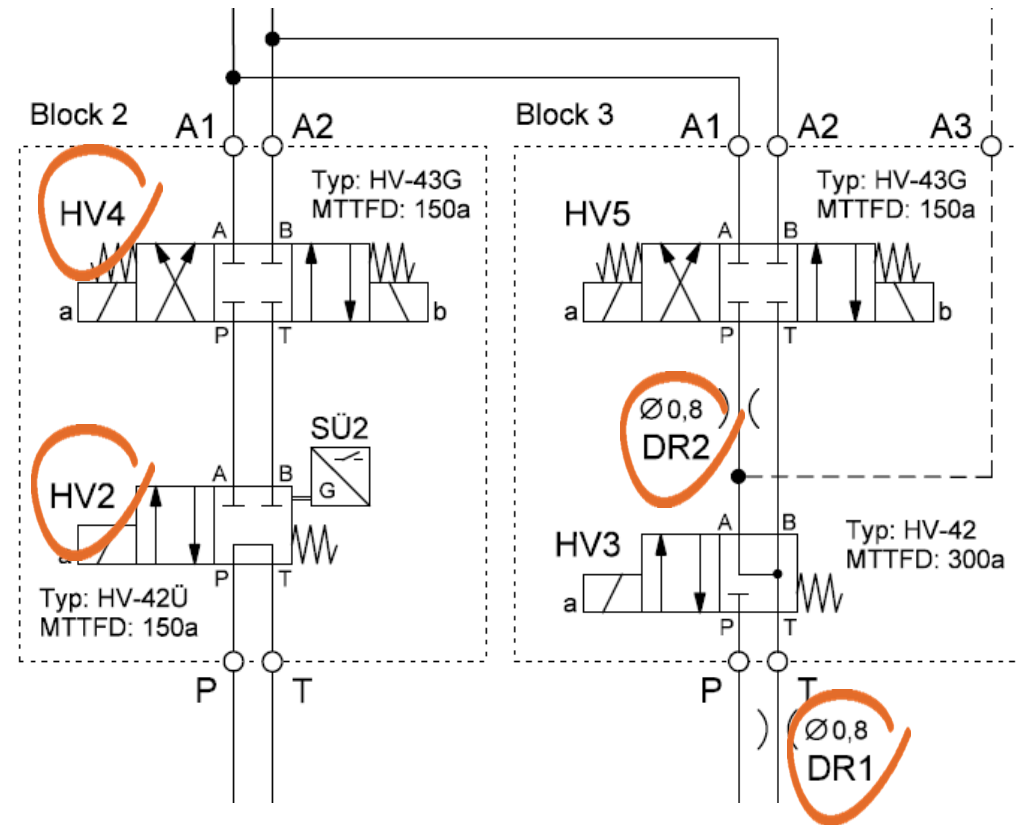 Block 2
A1
A2
HV4
Typ: HV-43G
MTTFD: 150a
A
B
a
b
P
T
SÜ2
G
HV2
A
B
a
P
T
Typ: HV-42Ü
MTTFD: 150a
P
T
Block 3
A1
A2
A3
HV5
Typ: HV-43G
MTTFD: 150a
A
B
a
b
P
T
Ø 0,8
DR2
HV3
A
B
Typ: HV-42
MTTFD: 300a
a
P
T
P
T
Ø 0,8
DR1